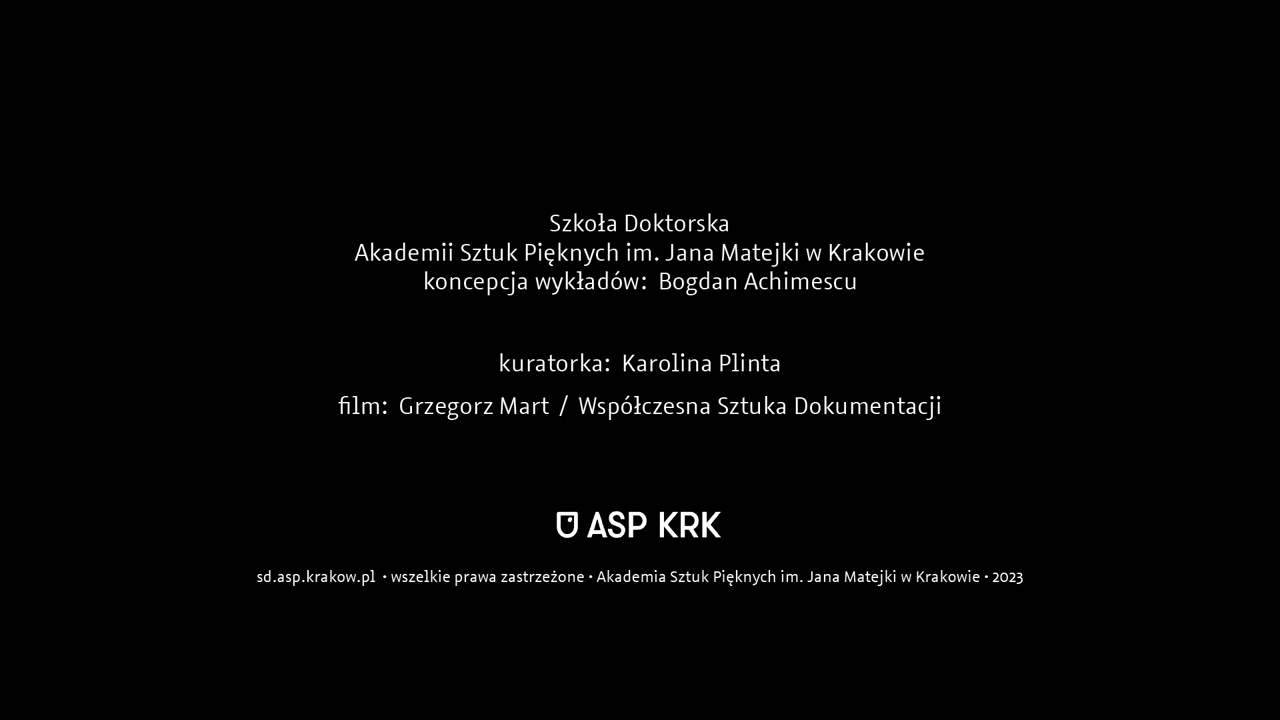 Szkoła Doktorska
Akademii Sztuk Pięknych im. Jana Matejki w Krakowie
koncepcja wykładów: Bogdan Achimescu
kuratorka: Karolina Plinta
film: Grzegorz Mart / Współczesna Sztuka Dokumentacji
ASP KRK
sd.asp.krakow.pl • wszelkie prawa zastrzeżone • Akademia Sztuk Pięknych im. Jana Matejki w Krakowie • 2023